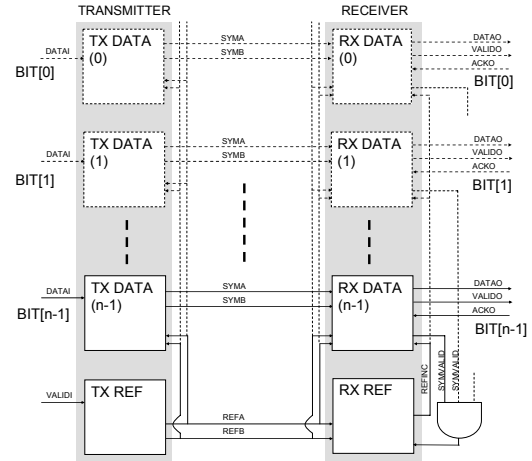 TRANSMITTER RECEIVER
TX DATA (0)
RX DATA (0)
DATAI
BIT[0]
SYMA
SYMB
DATAO
VALIDO
ACKO
BIT[0]
TX DATA (1)
RX DATA (1)
DATAI
BIT[1]
SYMA
SYMB
DATAO
VALIDO
ACKO
BIT[1]
TX DATA (n-1)
RX DATA (n-1)
DATAI
BIT[n-1]
SYMA
SYMB
DATAO
VALIDO
ACKO
BIT[n-1]
REFINC
SYMVALID
SYMVALID
VALIDI
TX REF
REFA
REFB
RX REF